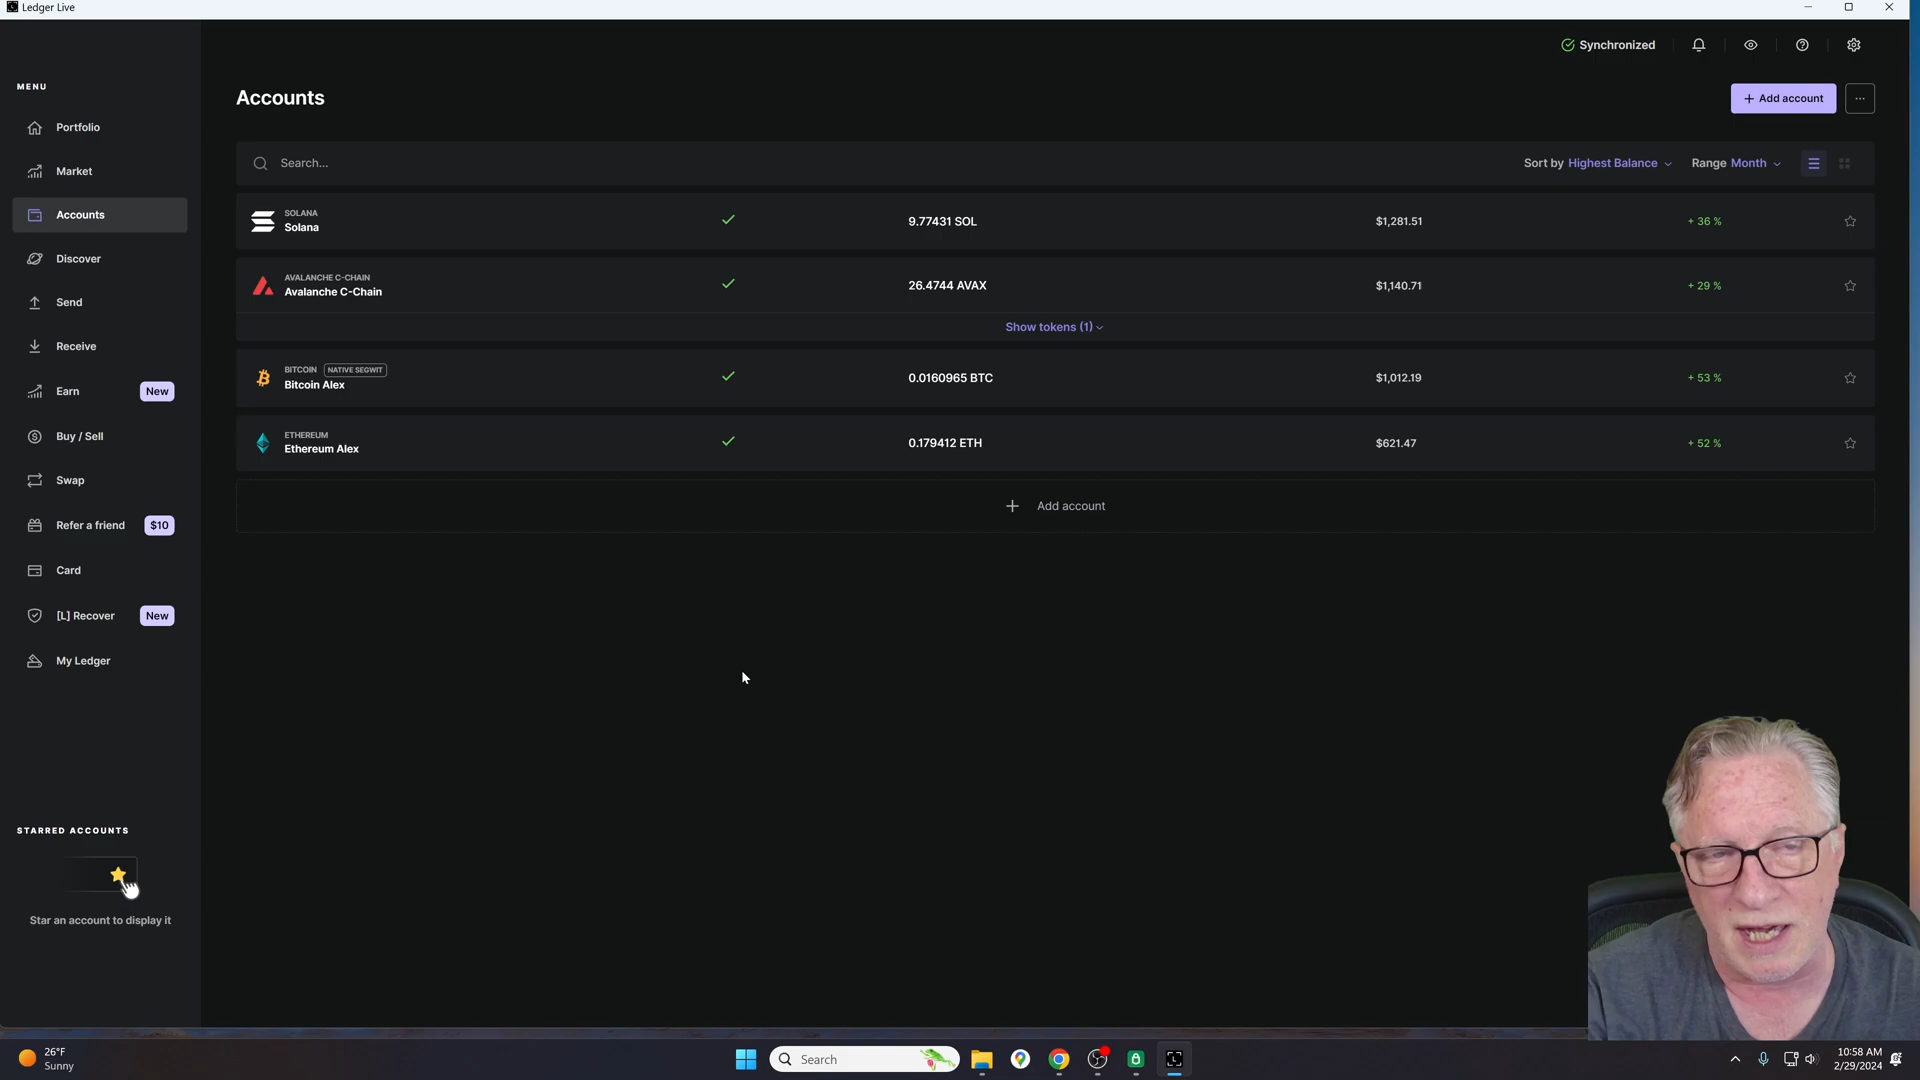 Ledger Live
Synchronized
MENU
Portfolio
Market
Accounts
Discover
Send
Receive
Earn New
Buy / Sell
Swap
Refer a friend $10
Card
[L] Recover New
My Ledger
STARRED ACCOUNTS
Star an account to display it
Accounts
+ Add account
...
Search...
Sort by Highest Balance
Range Month
SOLANA
Solana
9.77431 SOL
$1,281.51
+ 36 %
AVALANCHE C-CHAIN
Avalanche C-Chain
26.4744 AVAX
$1,140.71
+ 29 %
Show tokens (1)
BITCOIN NATIVE SEGWIT
Bitcoin Alex
0.0160965 BTC
$1,012.19
+ 53 %
ETHEREUM
Ethereum Alex
0.179412 ETH
$621.47
+ 52 %
+ Add account
26°F
Sunny
Search
10:58 AM
2/29/2024